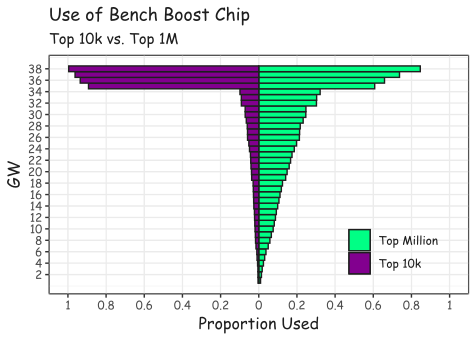 Use of Bench Boost Chip
Top 10k vs. Top 1M
GW
38
36
34
32
30
28
26
24
22
20
18
16
14
12
10
8
6
4
2
Top Million
Top 10k
1 0.8 0.6 0.4 0.2 0 0.2 0.4 0.6 0.8 1
Proportion Used